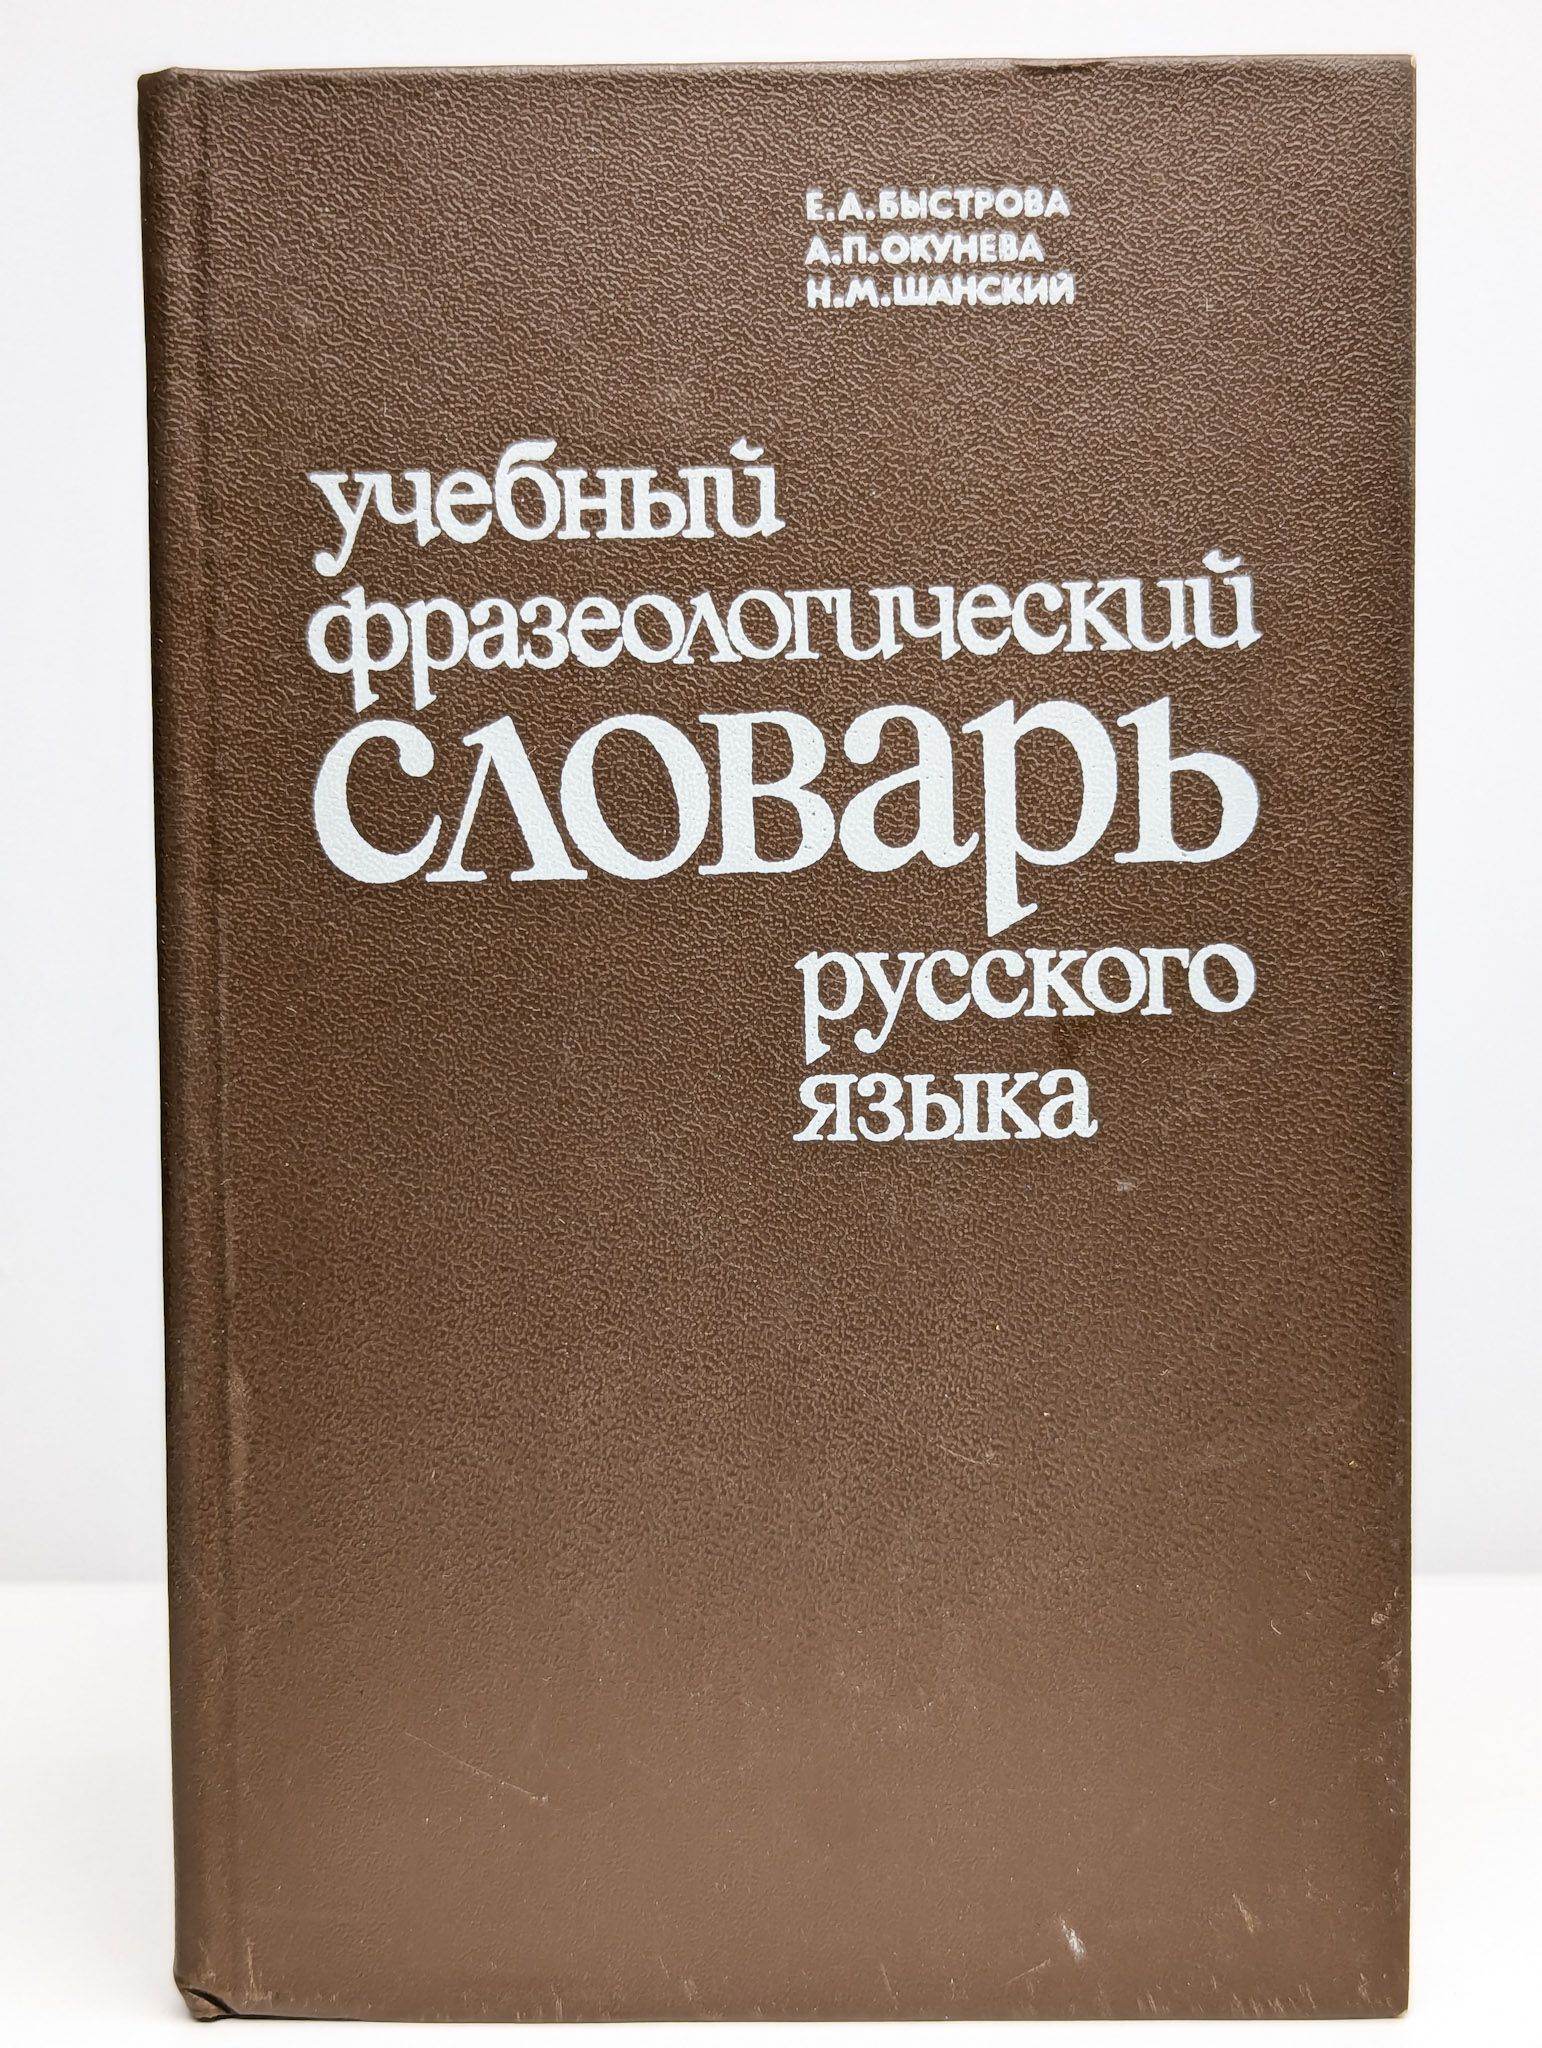 Е.А.БЫСТРОВА
А.П.ОКУНЕВА
Н.М.ШАНСКИЙ
учебный
фразеологический
словарь
русского
языка